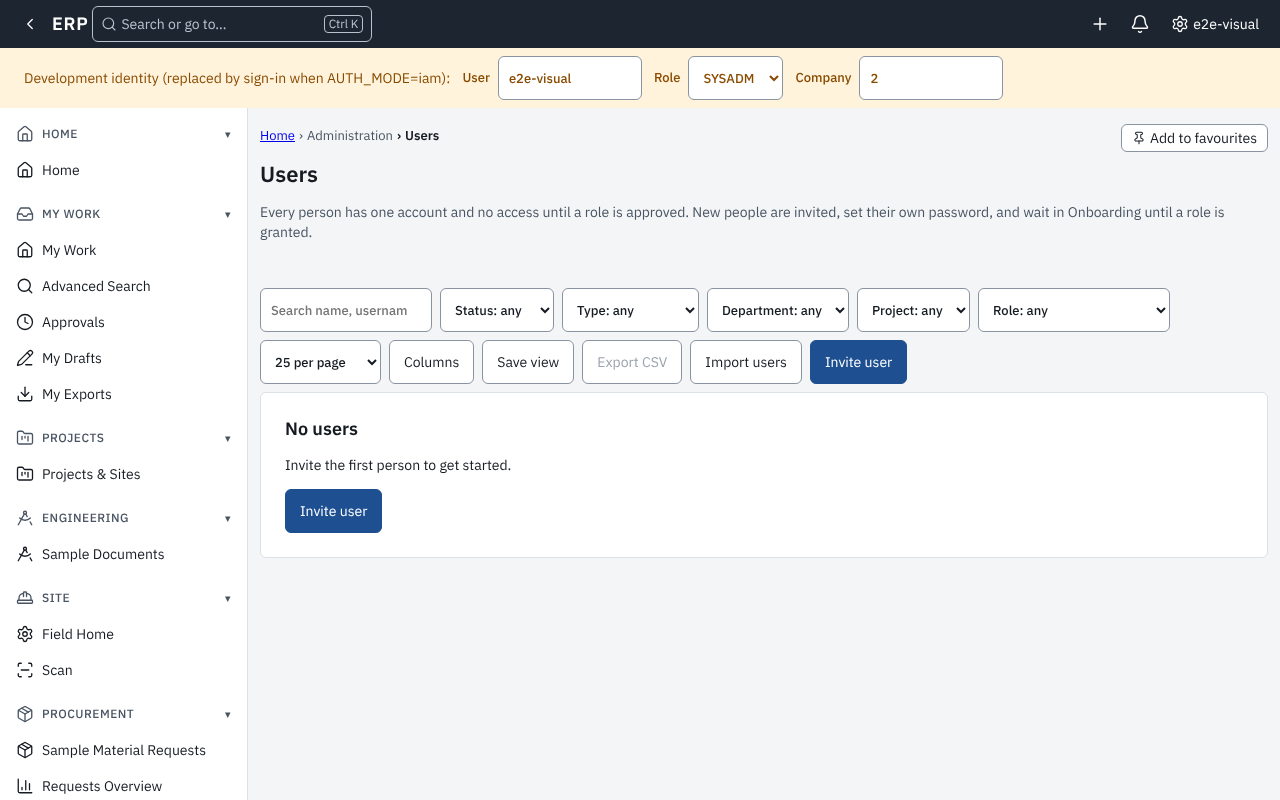 ERP Search or go to... Ctrl K e2e-visual
Development identity (replaced by sign-in when AUTH_MODE=iam): User e2e-visual Role SYSADM Company 2
HOME
Home
MY WORK
My Work
Advanced Search
Approvals
My Drafts
My Exports
PROJECTS
Projects & Sites
ENGINEERING
Sample Documents
SITE
Field Home
Scan
PROCUREMENT
Sample Material Requests
Requests Overview
Home › Administration › Users
Add to favourites
Users
Every person has one account and no access until a role is approved. New people are invited, set their own password, and wait in Onboarding until a role is
granted.
Search name, usernam Status: any Type: any Department: any Project: any Role: any
25 per page Columns Save view Export CSV Import users Invite user
No users
Invite the first person to get started.
Invite user